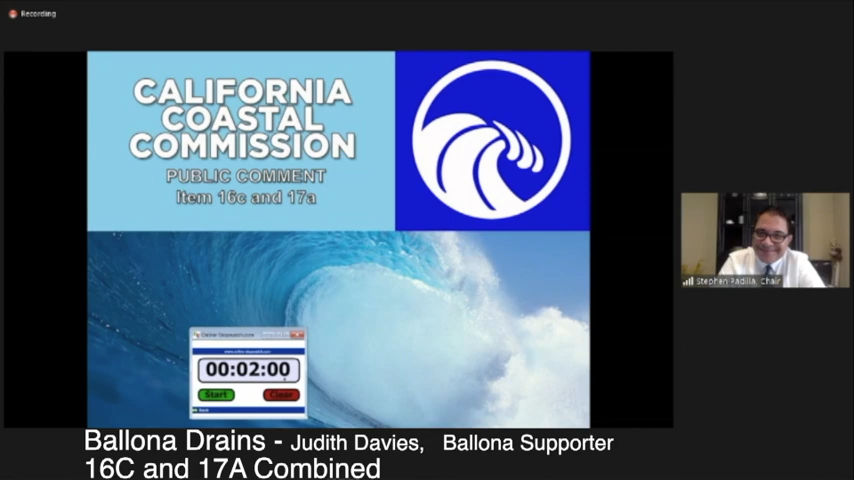 Recording
CALIFORNIA
COASTAL
COMMISSION
PUBLIC COMMENT
Item 16c and 17a
Stephen Padilla, Chair
00:02:00
Start
Clear
Ballona Drains - Judith Davies, Ballona Supporter
16C and 17A Combined